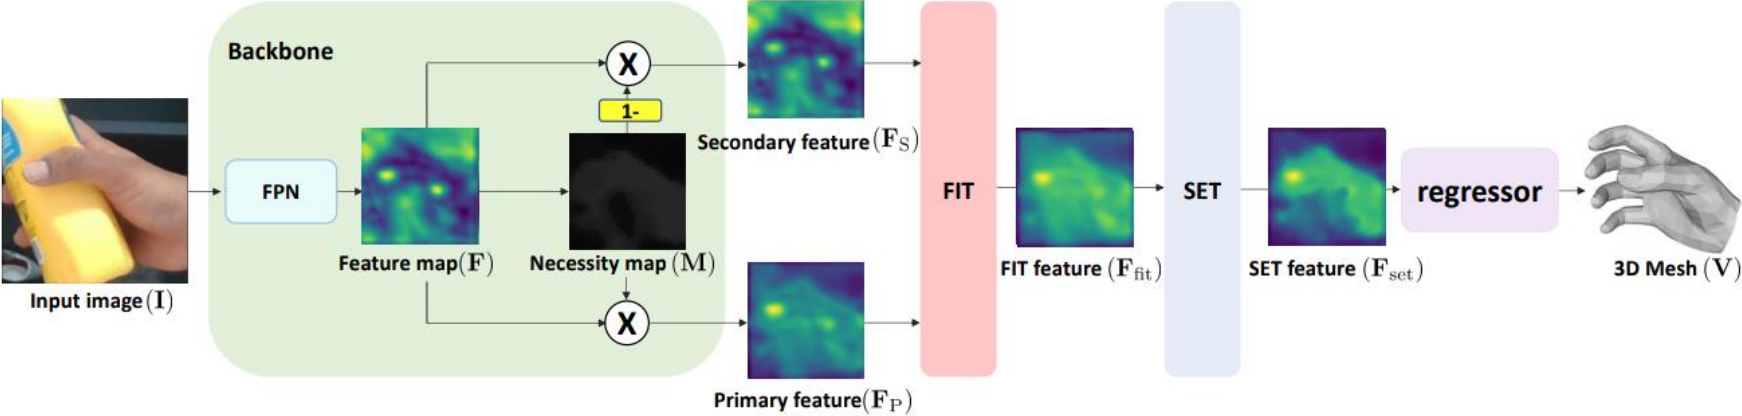 Backbone
X
1-
Secondary feature (F_S)
FPN
FIT
SET
regressor
Feature map(F)
Necessity map (M)
FIT feature (F_fit)
SET feature (F_set)
3D Mesh (V)
Input image (I)
X
Primary feature(F_P)